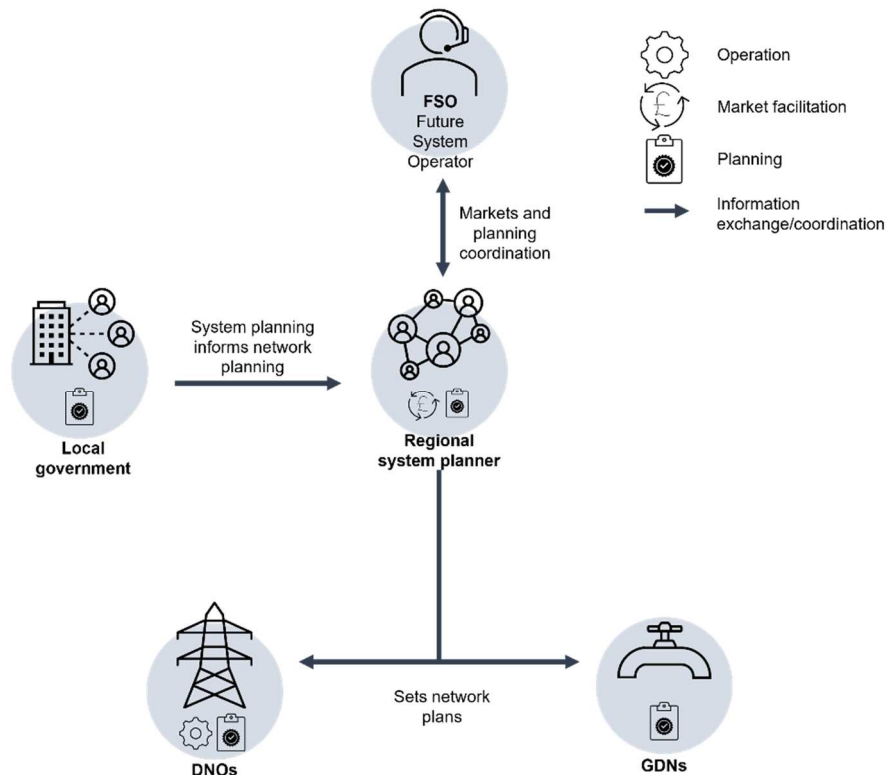 FSO
Future
System
Operator
Operation
Market facilitation
Planning
Information
exchange/coordination
Markets and
planning
coordination
System planning
informs network
planning
Local
government
Regional
system planner
Sets network
plans
DNOs
GDNs
£
£